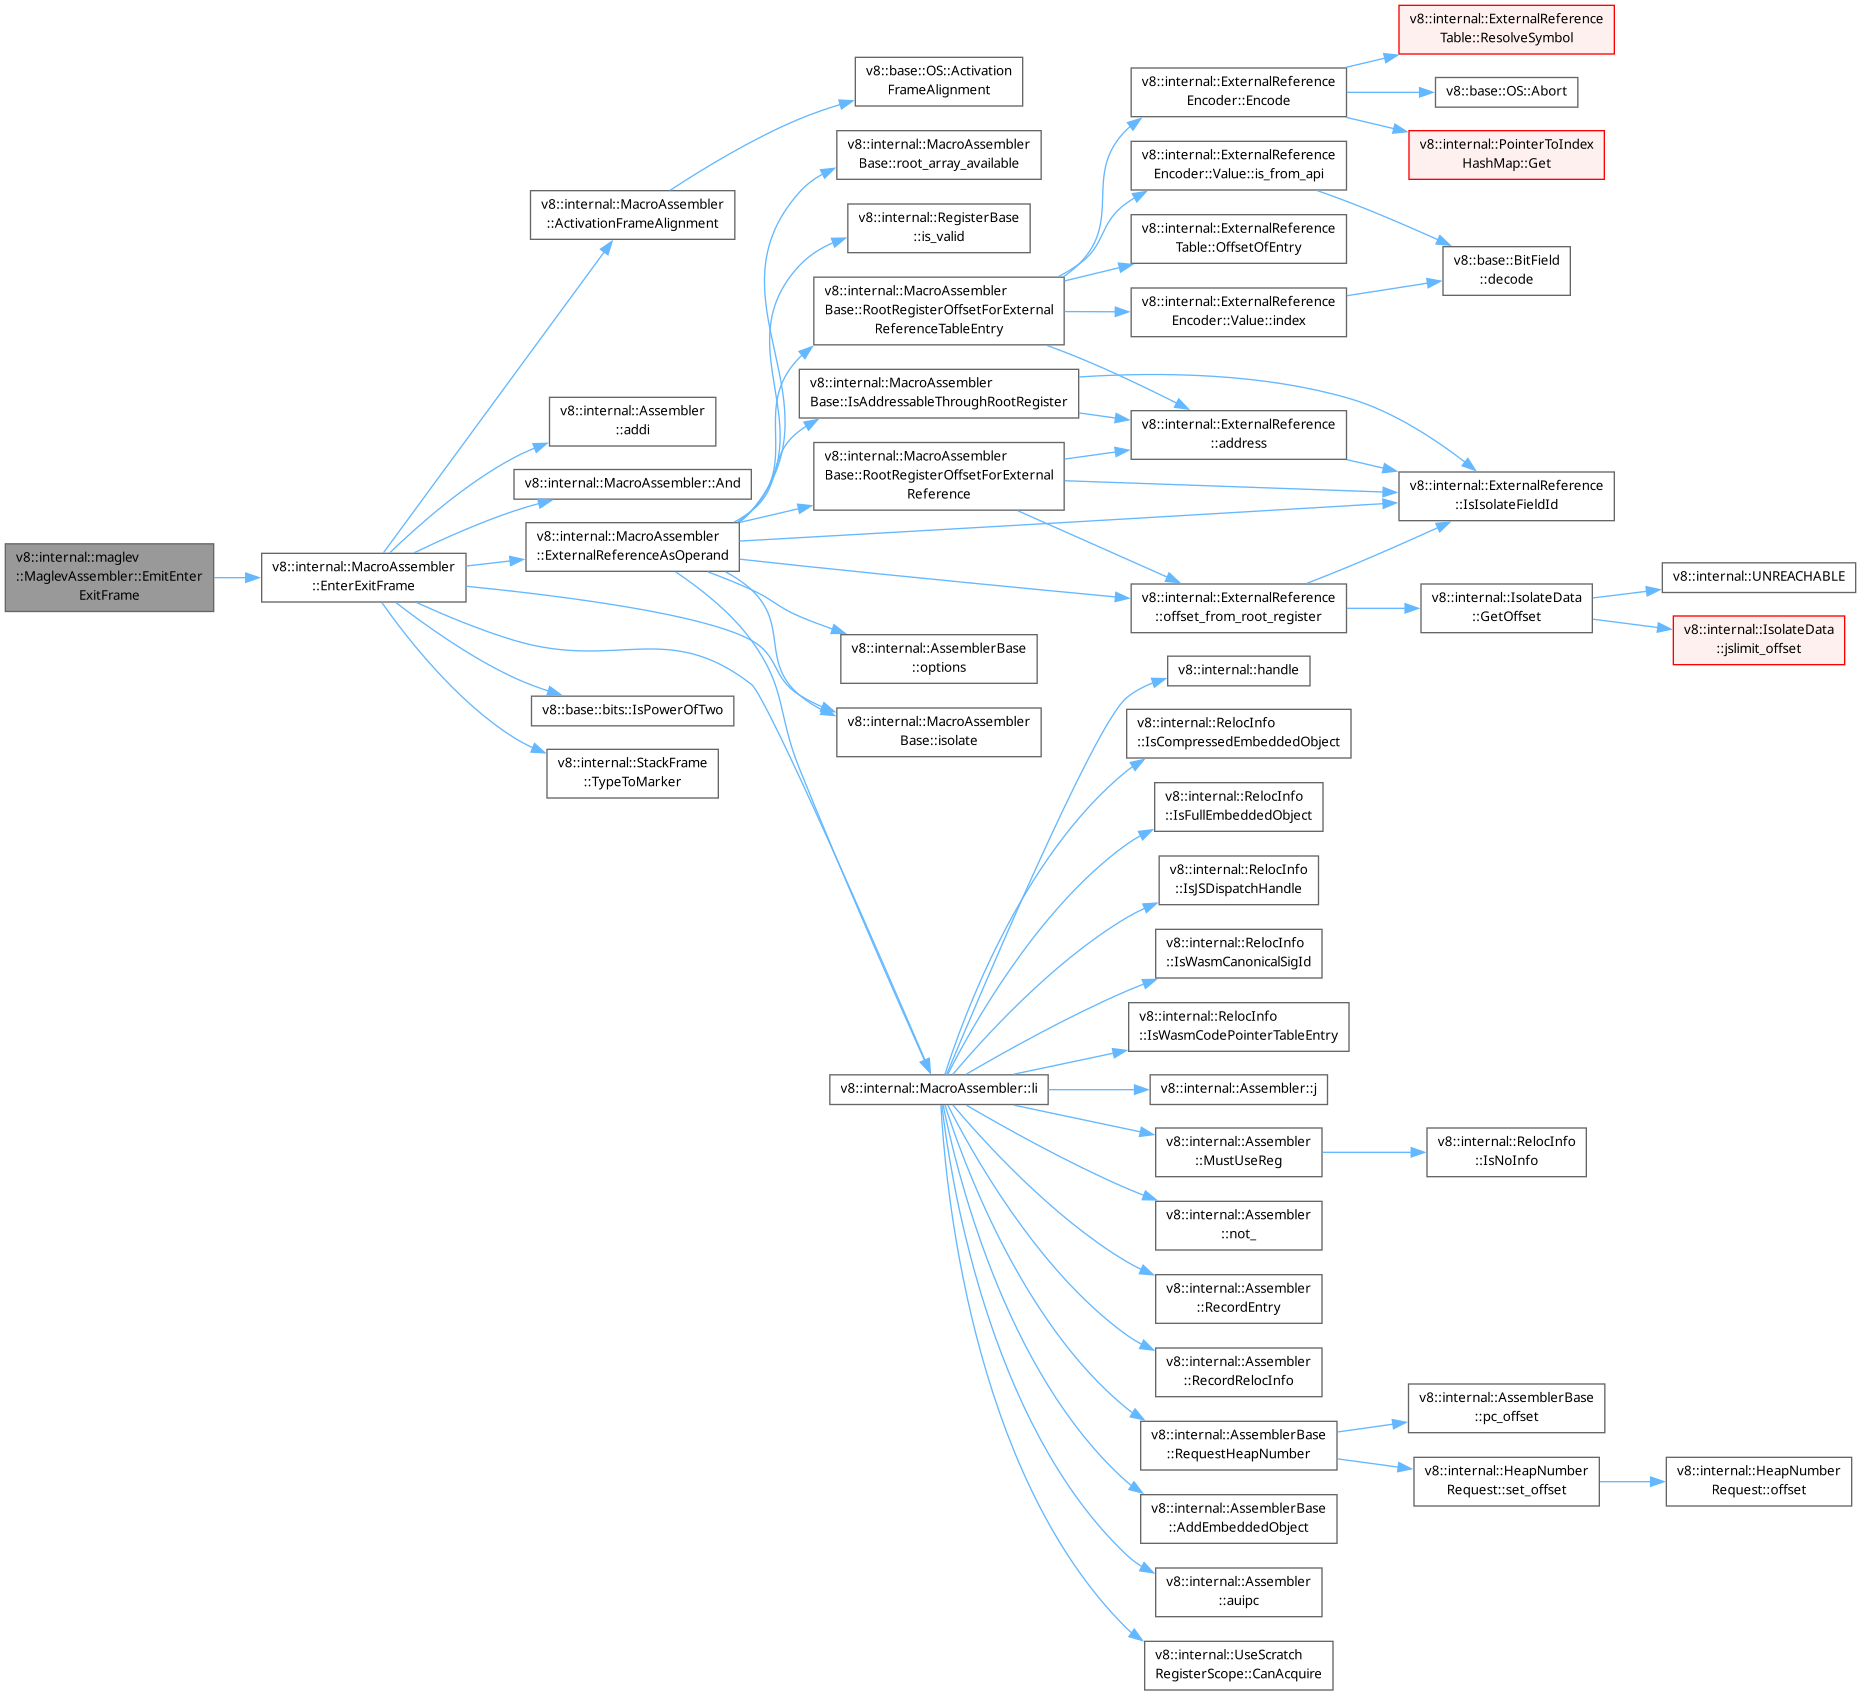 v8::internal::maglev
::MaglevAssembler::EmitEnter
ExitFrame
v8::internal::MacroAssembler
::EnterExitFrame
v8::internal::MacroAssembler
::ActivationFrameAlignment
v8::internal::Assembler
::addi
v8::internal::MacroAssembler::And
v8::internal::MacroAssembler
::ExternalReferenceAsOperand
v8::base::bits::IsPowerOfTwo
v8::internal::StackFrame
::TypeToMarker
v8::base::OS::Activation
FrameAlignment
v8::internal::MacroAssembler
Base::root_array_available
v8::internal::RegisterBase
::is_valid
v8::internal::MacroAssembler
Base::RootRegisterOffsetForExternal
ReferenceTableEntry
v8::internal::MacroAssembler
Base::IsAddressableThroughRootRegister
v8::internal::MacroAssembler
Base::RootRegisterOffsetForExternal
Reference
v8::internal::AssemblerBase
::options
v8::internal::MacroAssembler
Base::isolate
v8::internal::MacroAssembler::li
v8::internal::ExternalReference
Encoder::Encode
v8::internal::ExternalReference
Encoder::Value::is_from_api
v8::internal::ExternalReference
Table::OffsetOfEntry
v8::internal::ExternalReference
Encoder::Value::index
v8::internal::ExternalReference
::address
v8::internal::ExternalReference
::offset_from_root_register
v8::internal::handle
v8::internal::RelocInfo
::IsCompressedEmbeddedObject
v8::internal::RelocInfo
::IsFullEmbeddedObject
v8::internal::RelocInfo
::IsJSDispatchHandle
v8::internal::RelocInfo
::IsWasmCanonicalSigId
v8::internal::RelocInfo
::IsWasmCodePointerTableEntry
v8::internal::Assembler::j
v8::internal::Assembler
::MustUseReg
v8::internal::Assembler
::not_
v8::internal::Assembler
::RecordEntry
v8::internal::Assembler
::RecordRelocInfo
v8::internal::AssemblerBase
::RequestHeapNumber
v8::internal::AssemblerBase
::AddEmbeddedObject
v8::internal::Assembler
::auipc
v8::internal::UseScratch
RegisterScope::CanAcquire
v8::internal::ExternalReference
Table::ResolveSymbol
v8::base::OS::Abort
v8::internal::PointerToIndex
HashMap::Get
v8::base::BitField
::decode
v8::internal::ExternalReference
::IsIsolateFieldId
v8::internal::IsolateData
::GetOffset
v8::internal::RelocInfo
::IsNoInfo
v8::internal::AssemblerBase
::pc_offset
v8::internal::HeapNumber
Request::set_offset
v8::internal::UNREACHABLE
v8::internal::IsolateData
::jslimit_offset
v8::internal::HeapNumber
Request::offset